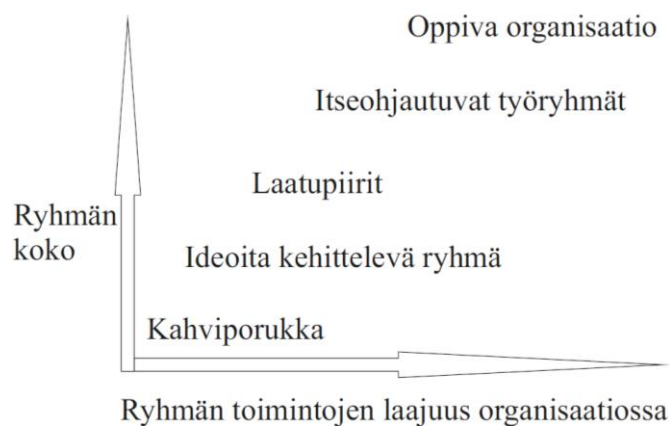 Oppiva organisaatio
Itseohjautuvat työryhmät
Laatupiirit
Ryhmän
koko
Ideoita kehittelevä ryhmä
Kahviporukka
Ryhmän toimintojen laajuus organisaatiossa